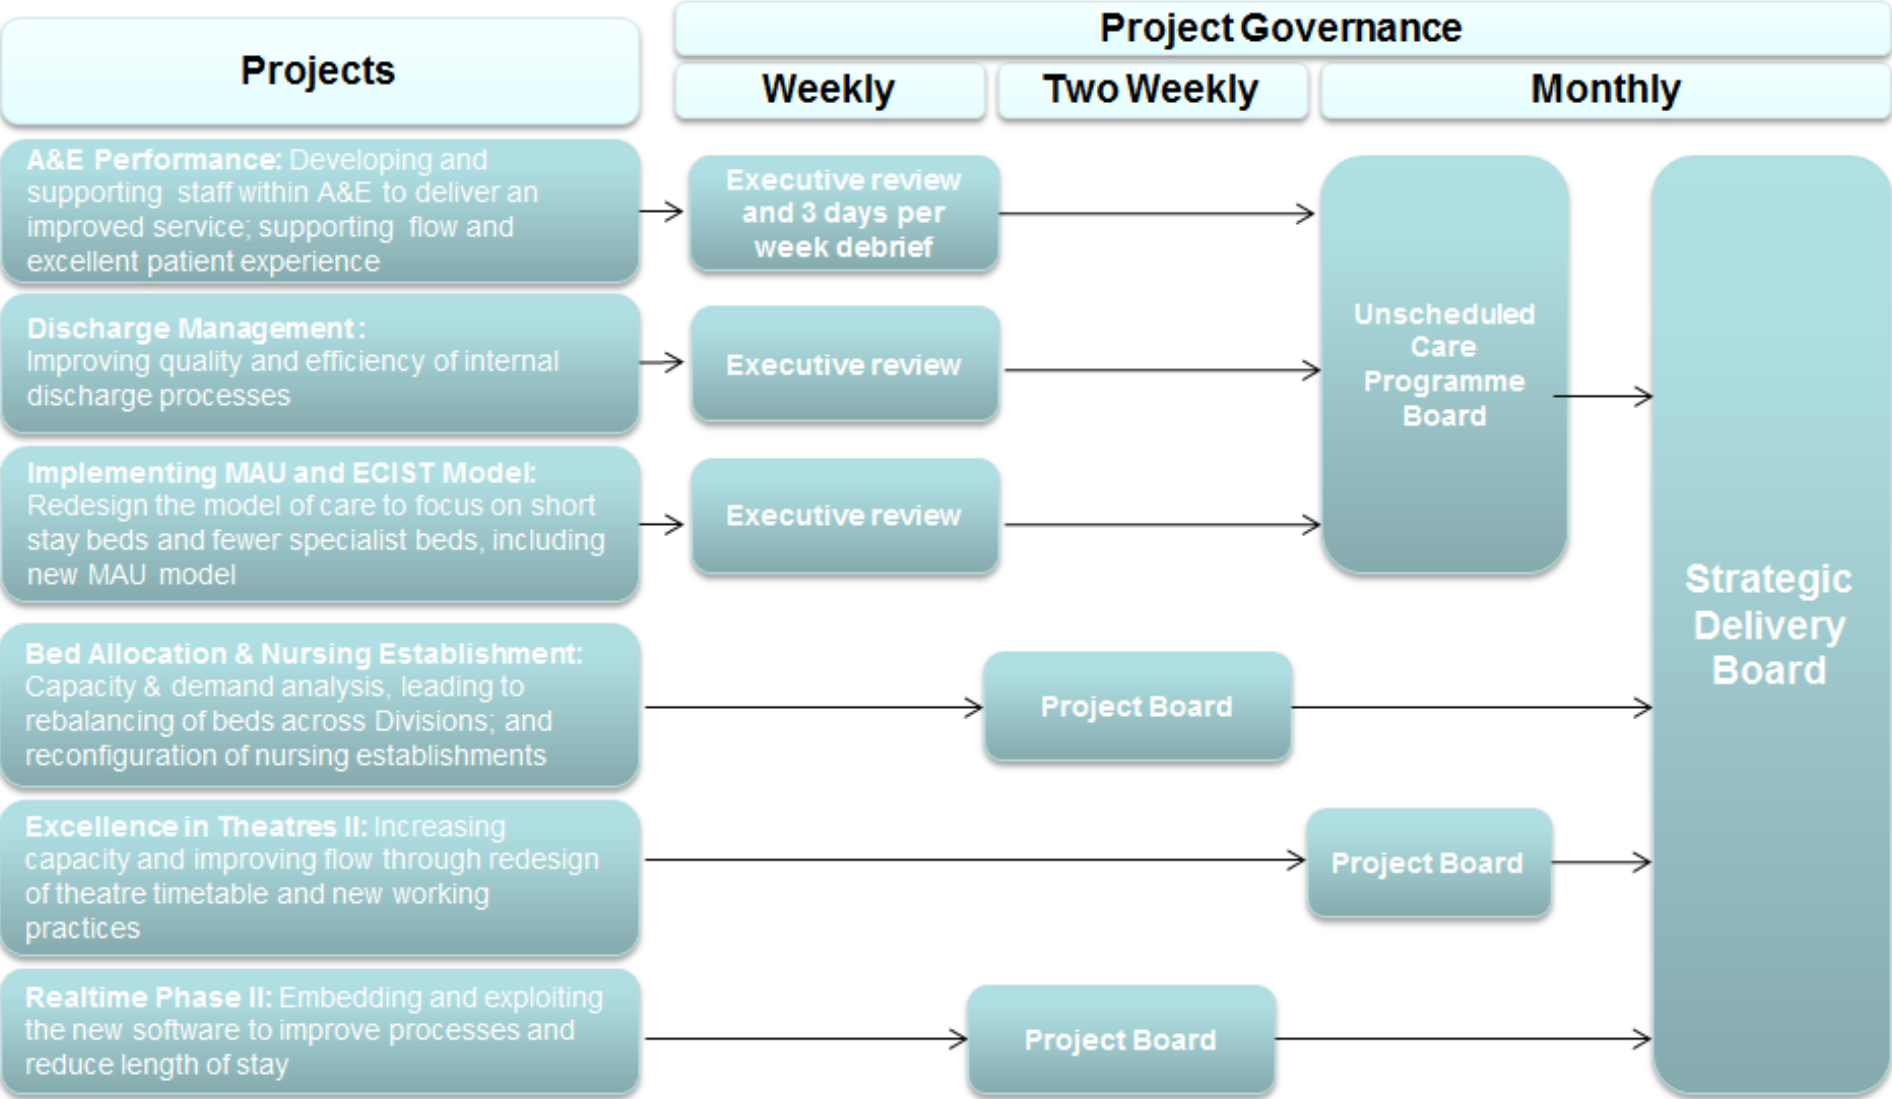 Projects
Project Governance
Weekly
Two Weekly
Monthly
A&E Performance: Developing and
supporting staff within A&E to deliver an
improved service; supporting flow and
excellent patient experience
Executive review
and 3 days per
week debrief
Discharge Management:
Improving quality and efficiency of internal
discharge processes
Executive review
Implementing MAU and ECIST Model:
Redesign the model of care to focus on short
stay beds and fewer specialist beds, including
new MAU model
Executive review
Unscheduled
Care
Programme
Board
Bed Allocation & Nursing Establishment:
Capacity & demand analysis, leading to
rebalancing of beds across Divisions; and
reconfiguration of nursing establishments
Project Board
Excellence in Theatres II: Increasing
capacity and improving flow through redesign
of theatre timetable and new working
practices
Project Board
Realtime Phase II: Embedding and exploiting
the new software to improve processes and
reduce length of stay
Project Board
Strategic
Delivery
Board